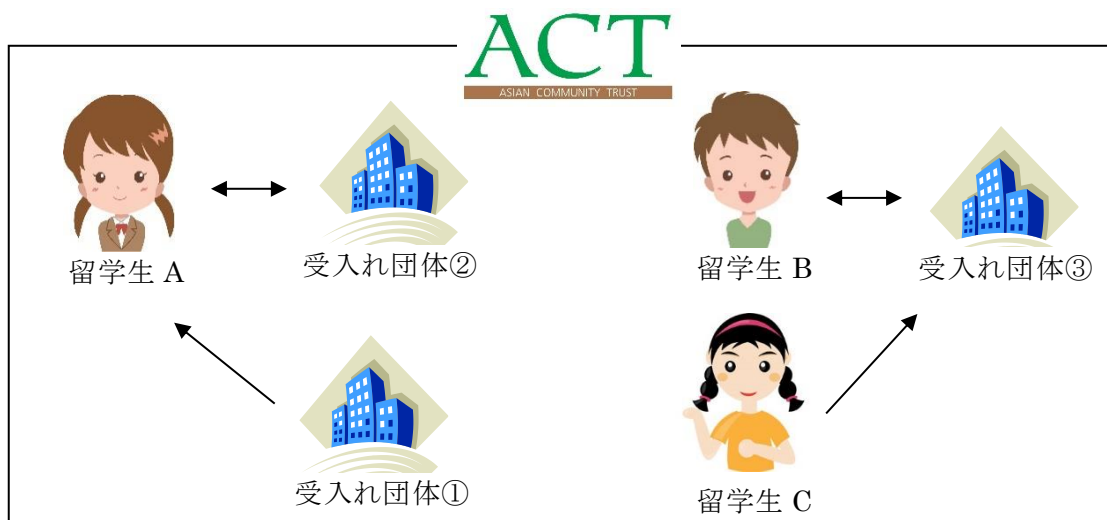 ACT
ASIAN COMMUNITY TRUST
留学生 A
受入れ団体②
留学生 B
受入れ団体③
受入れ団体①
留学生 C